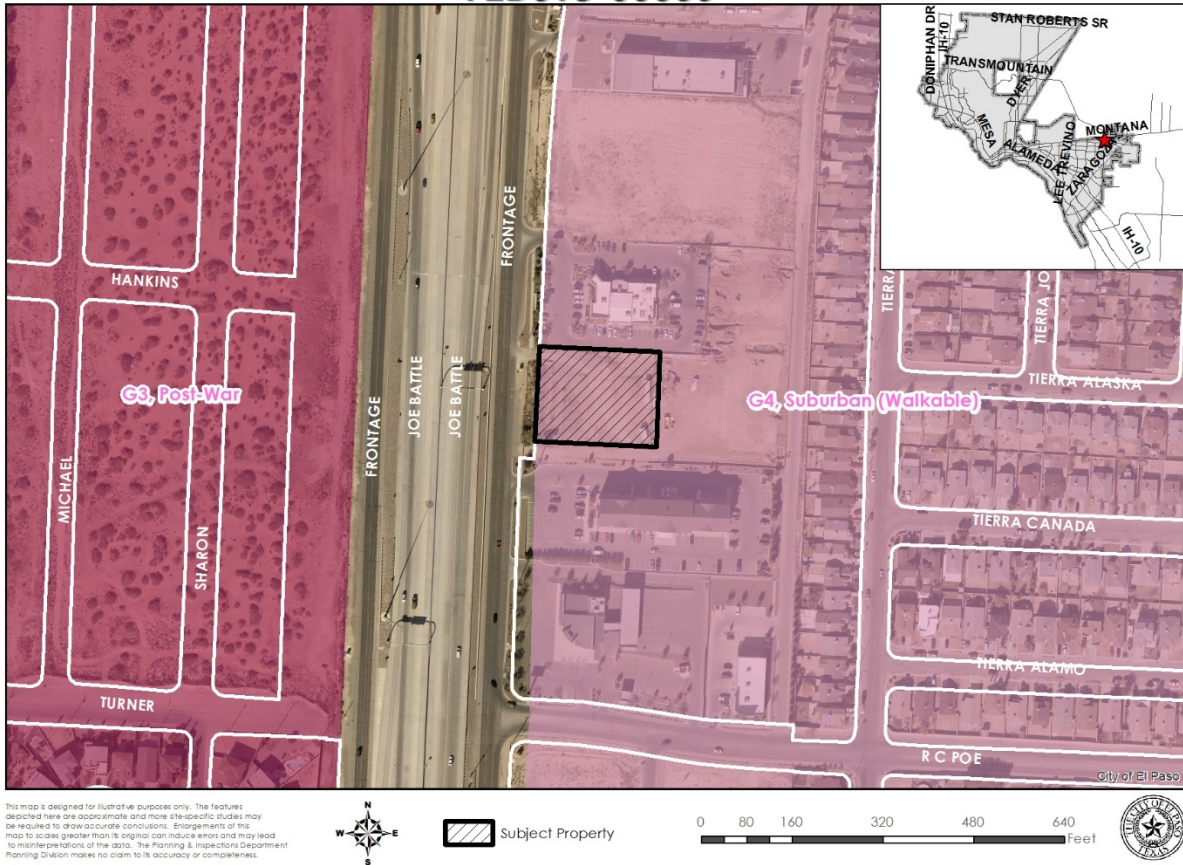 STAN ROBERTS SR
DONIPHAN DR
IH-10
TRANSMOUNTAIN
DYER
MESA
MONTANA
ALAMEDA
LEE TREVINO
ZARAGOZA
IH-10
FRONTAGE
HANKINS
TIERRA
TIERRA JO
JOE BATTLE
JOE BATTLE
TIERRA ALASKA
G3, Post-War
G4, Suburban (Walkable)
FRONTAGE
MICHAEL
SHARON
TIERRA CANADA
TIERRA ALAMO
TURNER
R C POE
City of El Paso
This map is designed for illustrative purposes only. The features
depicted here are approximate and more site-specific studies may
be required to draw accurate conclusions. Enlargements of this
map to scales greater than its original can induce errors and may lead
to misinterpretations of the data. The Planning & Inspections Department
Planning Division makes no claim to its accuracy or completeness.
N
W E
S
Subject Property
0 80 160 320 480 640
Feet